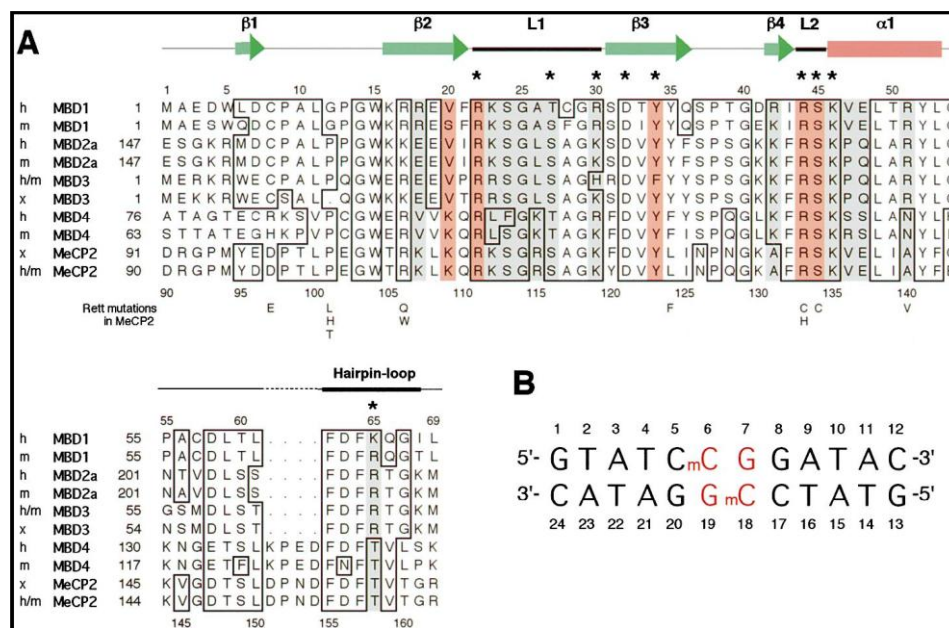 A
β1 β2 L1 β3 β4 L2 α1
* * * * * * * *
1 5 10 15 20 25 30 35 40 45 50
h MBD1 1 M A E D W L D C P A L G P G W K R R E V F R K S G A T C G R S D T Y Y Q S P T G D R I R S K V E L T R Y L
m MBD1 1 M A E S W Q D C P A L G P G W K R R E S F R K S G A S F G R S D I Y Y Q S P T G E K I R S K V E L T R Y L
h MBD2a 147 E S G K R M D C P A L P P G W K K E E V I R K S G L S A G K S D V Y Y F S P S G K K F R S K P Q L A R Y L
m MBD2a 147 E S G K R M D C P A L P P G W K K E E V I R K S G L S A G K S D V Y Y F S P S G K K F R S K P Q L A R Y L
h/m MBD3 1 M E R K R W E C P A L P Q G W E R E E V P R R S G L S A G H R D V F Y Y S P S G K K F R S K P Q L A R Y L
x MBD3 1 M E K K R W E C P A L . Q G W K R E E V T R R S G L S A G K S D V Y Y Y S P S G K K F R S K P Q L A R Y L
h MBD4 76 A T A G T E C R K S V P C G W E R V V K Q R L F G K T A G R F D V Y F I S P Q G L K F R S K S S L A N Y L
m MBD4 63 S T T A T E G H K P V P C G W E R V V K Q R L S G K T A G K F D V Y F I S P Q G L K F R S K R S L A N Y L
x MeCP2 91 D R G P M Y E D P T L P E G W T R K L K Q R K S G R S A G K Y D V Y L I N P N G K A F R S K V E L I A Y F
h/m MeCP2 90 D R G P M Y D D P T L P E G W T R K L K Q R K S G R S A G K Y D V Y L I N P Q G K A F R S K V E L I A Y F
90 95 100 105 110 115 120 125 130 135 140
Rett mutations E L Q F C C V
in MeCP2 H W H
T
Hairpin-loop
*
55 60 65 69
h MBD1 55 P A C D L T L . . . . F D F K Q G I L
m MBD1 55 P A C D L T L . . . . F D F R Q G I L
h MBD2a 201 N T V D L S S . . . . F D F R T G K M
m MBD2a 201 N A V D L S S . . . . F D F R T G K M
h/m MBD3 55 G S M D L S T . . . . F D F R T G K M
x MBD3 54 N S M D L S T . . . . F D F R T G K M
h MBD4 130 K N G E T S L K P E D F D F T V L S K
m MBD4 117 K N G E T F L K P E D F N F T V L P K
x MeCP2 145 K V G D T S L D P N D F D F T V T G R
h/m MeCP2 144 K V G D T S L D P N D F D F T V T G R
145 150 155 160
B
1 2 3 4 5 6 7 8 9 10 11 12
5'- G T A T C mC G G A T A C -3'
3'- C A T A G G mC C T A T G -5'
24 23 22 21 20 19 18 17 16 15 14 13